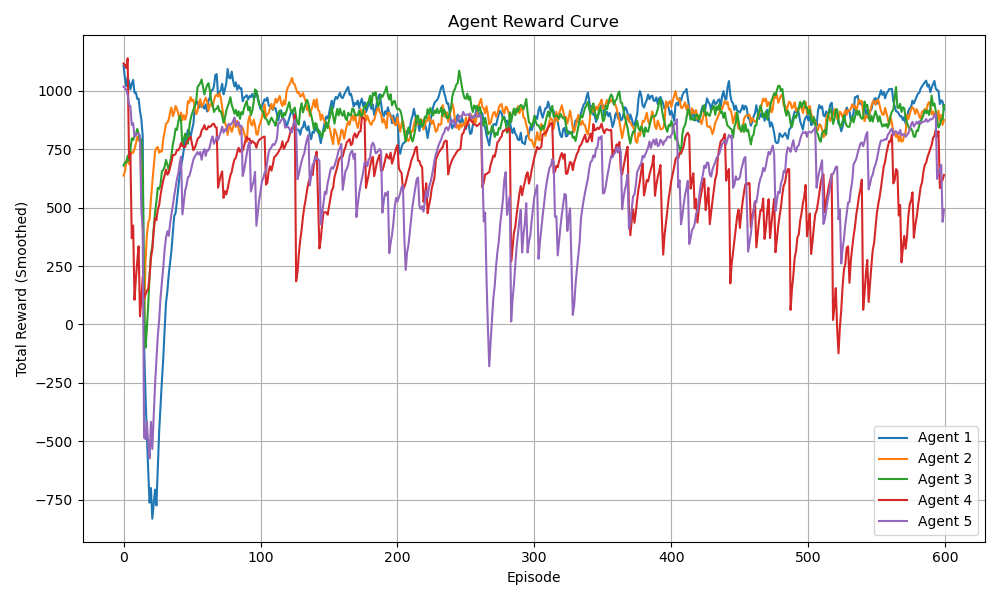 Agent Reward Curve
Total Reward (Smoothed)
1000
750
500
250
0
−250
−500
−750
0 100 200 300 400 500 600
Episode
Agent 1
Agent 2
Agent 3
Agent 4
Agent 5